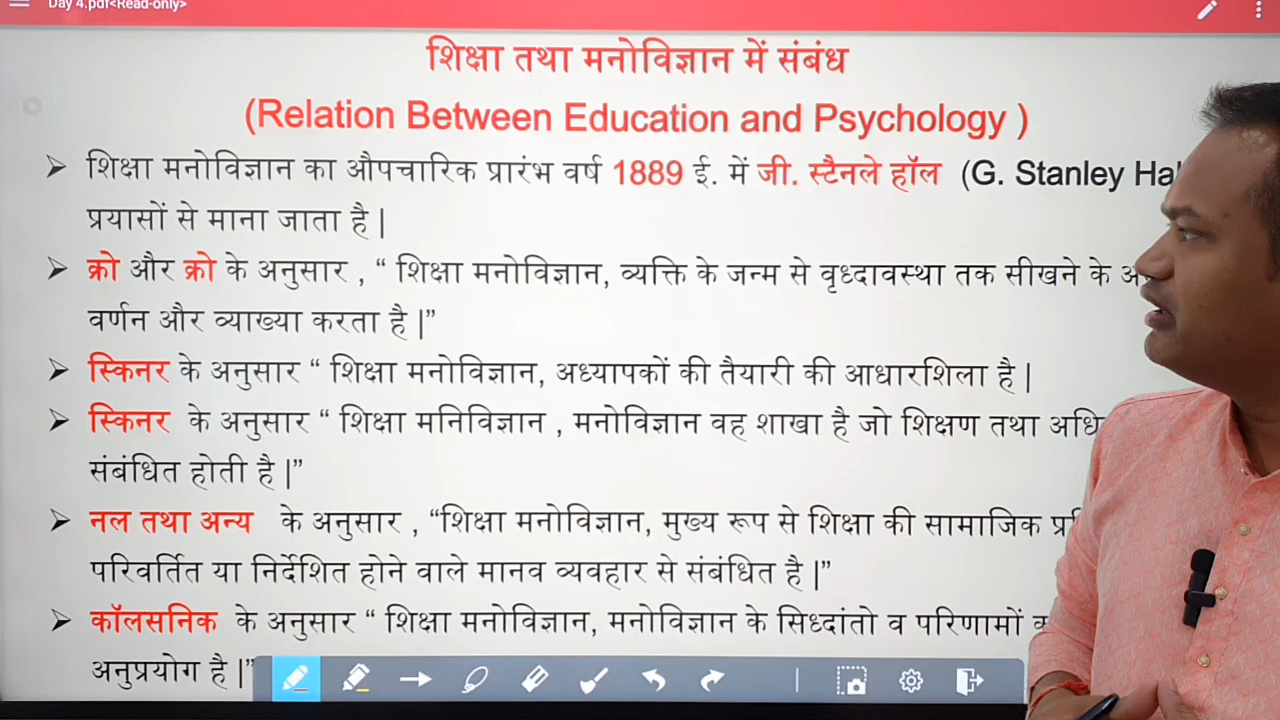 Day 4.pdf<Read-only>
शिक्षा तथा मनोविज्ञान में संबंध
(Relation Between Education and Psychology )
➤ शिक्षा मनोविज्ञान का औपचारिक प्रारंभ वर्ष 1889 ई. में जी. स्टैनले हॉल (G. Stanley
प्रयासों से माना जाता है |
➤ क्रो और क्रो के अनुसार , “ शिक्षा मनोविज्ञान, व्यक्ति के जन्म से वृध्दावस्था तक सीखने के
वर्णन और व्याख्या करता है |”
➤ स्किनर के अनुसार “ शिक्षा मनोविज्ञान, अध्यापकों की तैयारी की आधारशिला है |
➤ स्किनर के अनुसार “ शिक्षा मनिविज्ञान , मनोविज्ञान वह शाखा है जो शिक्षण तथा
संबंधित होती है |”
➤ नल तथा अन्य के अनुसार , “शिक्षा मनोविज्ञान, मुख्य रूप से शिक्षा की सामाजिक
परिवर्तित या निर्देशित होने वाले मानव व्यवहार से संबंधित है |”
➤ कॉलसनिक के अनुसार “ शिक्षा मनोविज्ञान, मनोविज्ञान के सिध्दांतो व परिणामों
अनुप्रयोग है |”